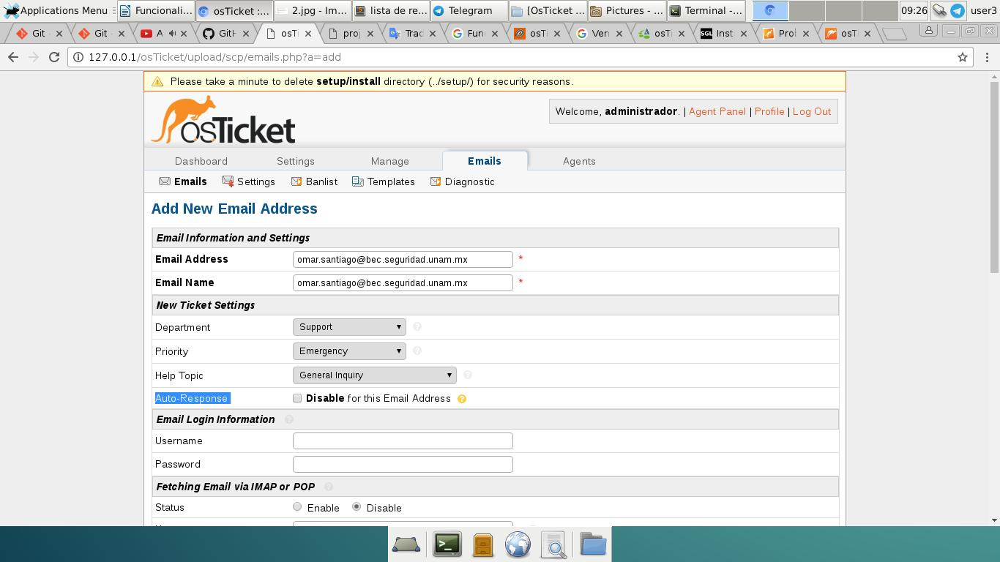 Applications Menu Funcionali... osTicket :... 2.jpg - Im... lista de re... Telegram [OsTicket ... Pictures - ... Terminal -... 09:26 user3
Git Git A GitH osTi proj Trac Fun osTi Ven osTi SGL Inst Prol osTi
127.0.0.1/osTicket/upload/scp/emails.php?a=add
Please take a minute to delete setup/install directory (../setup/) for security reasons.
osTicket
Welcome, administrador. | Agent Panel | Profile | Log Out
Dashboard Settings Manage Emails Agents
Emails Settings Banlist Templates Diagnostic
Add New Email Address
Email Information and Settings
Email Address omar.santiago@bec.seguridad.unam.mx *
Email Name omar.santiago@bec.seguridad.unam.mx *
New Ticket Settings
Department Support ?
Priority Emergency ?
Help Topic General Inquiry ?
Auto-Response Disable for this Email Address ?
Email Login Information ?
Username
Password
Fetching Email via IMAP or POP ?
Status Enable Disable